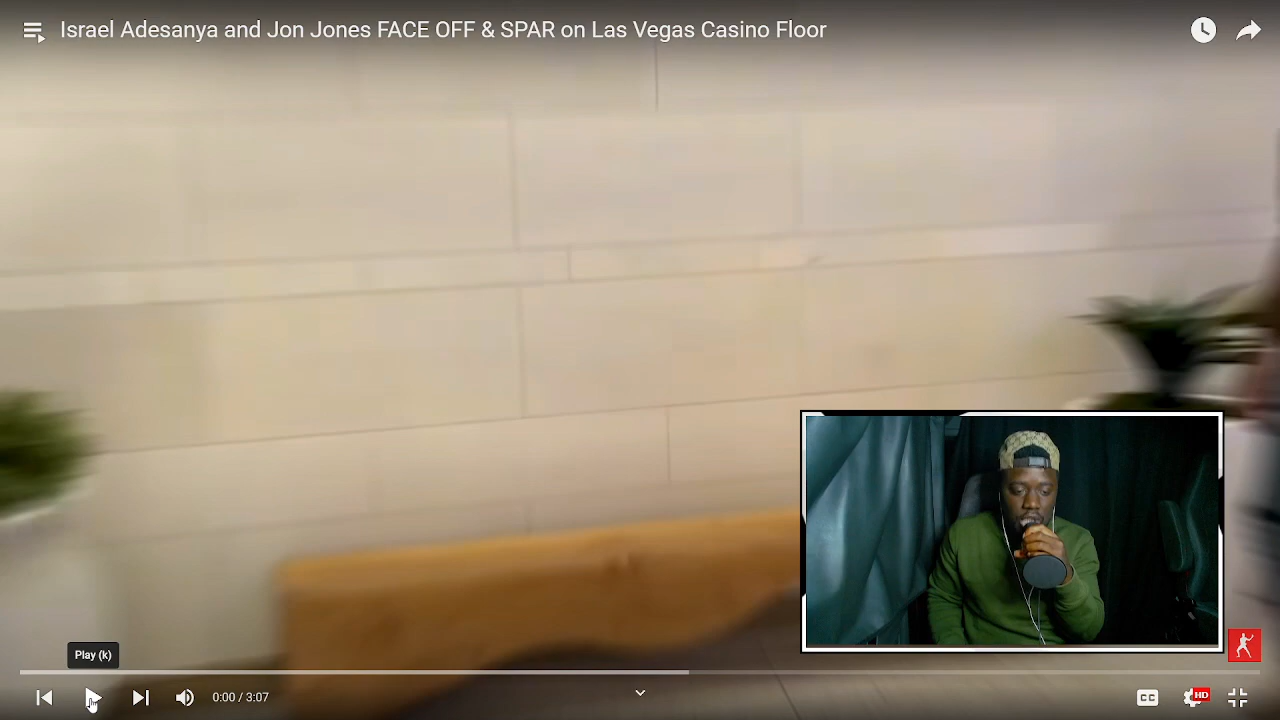 Israel Adesanya and Jon Jones FACE OFF & SPAR on Las Vegas Casino Floor
Play (k)
0:00 / 3:07
CC
HD